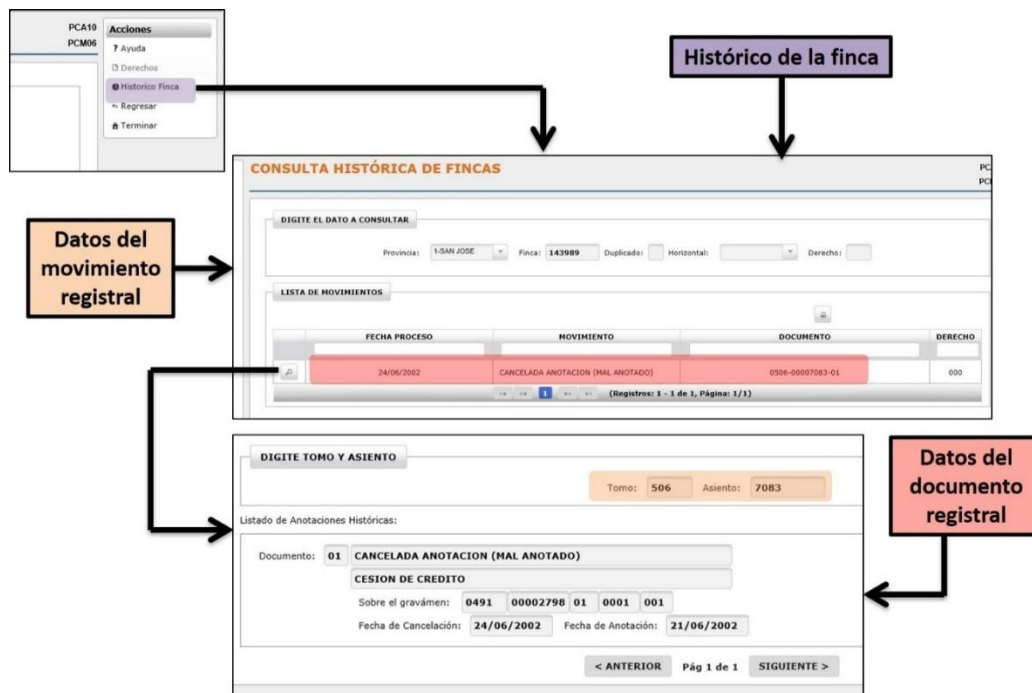 PCA10
PCM06
Acciones
? Ayuda
Derechos
Historico Finca
Regresar
Terminar
Histórico de la finca
CONSULTA HISTÓRICA DE FINCAS
Datos del
movimiento
registral
DIGITE EL DATO A CONSULTAR
Provincia: 1-SAN JOSE Finca: 143989 Duplicado: Horizontal: Derecho:
LISTA DE MOVIMIENTOS
FECHA PROCESO MOVIMIENTO DOCUMENTO DERECHO
24/06/2002 CANCELADA ANOTACION (MAL ANOTADO) 0506-00007083-01 000
1 (Registros: 1 - 1 de 1, Página: 1/1)
DIGITE TOMO Y ASIENTO
Tomo: 506 Asiento: 7083
Datos del
documento
registral
Listado de Anotaciones Históricas:
Documento: 01 CANCELADA ANOTACION (MAL ANOTADO)
CESION DE CREDITO
Sobre el gravámen: 0491 00002798 01 0001 001
Fecha de Cancelación: 24/06/2002 Fecha de Anotación: 21/06/2002
< ANTERIOR Pág 1 de 1 SIGUIENTE >